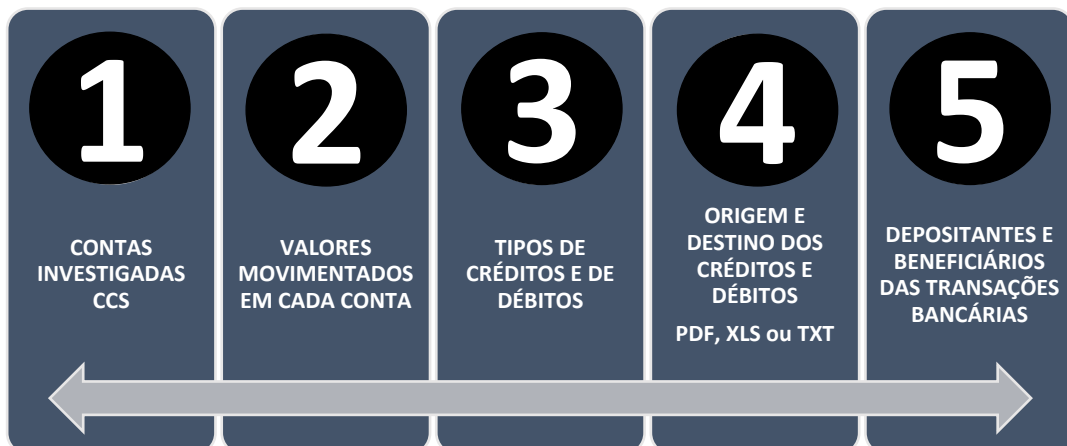 1
CONTAS
INVESTIGADAS
CCS
2
VALORES
MOVIMENTADOS
EM CADA CONTA
3
TIPOS DE
CRÉDITOS E DE
DÉBITOS
4
ORIGEM E
DESTINO DOS
CRÉDITOS E
DÉBITOS
PDF, XLS ou TXT
5
DEPOSITANTES E
BENEFICIÁRIOS
DAS TRANSAÇÕES
BANCÁRIAS